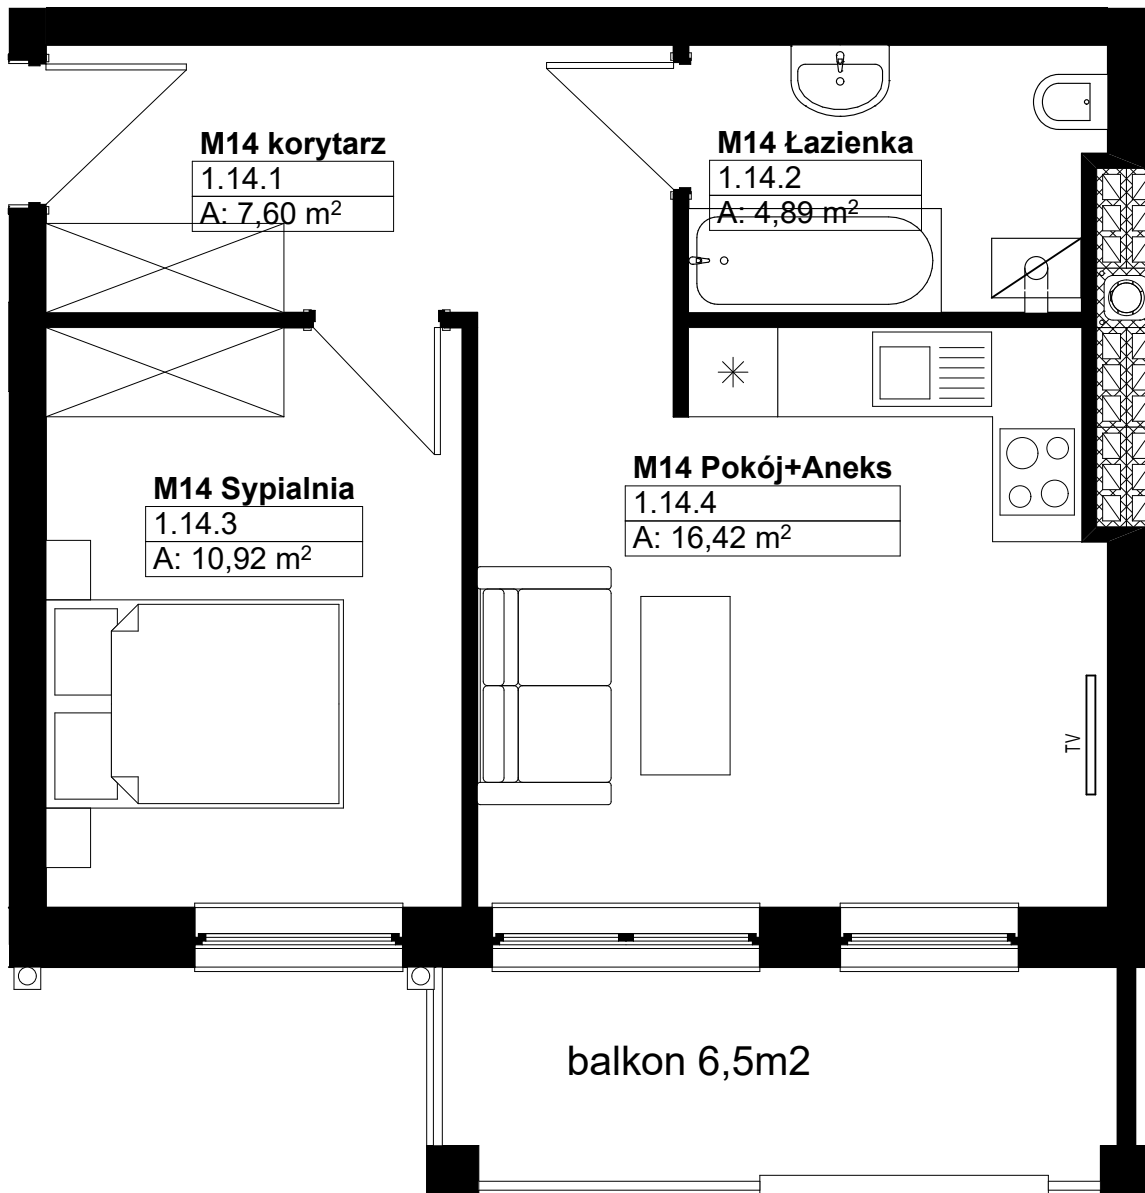 M14 korytarz
1.14.1
A: 7,60 m²
M14 Łazienka
1.14.2
A: 4,89 m²
M14 Sypialnia
1.14.3
A: 10,92 m²
M14 Pokój+Aneks
1.14.4
A: 16,42 m²
TV
balkon 6,5m2